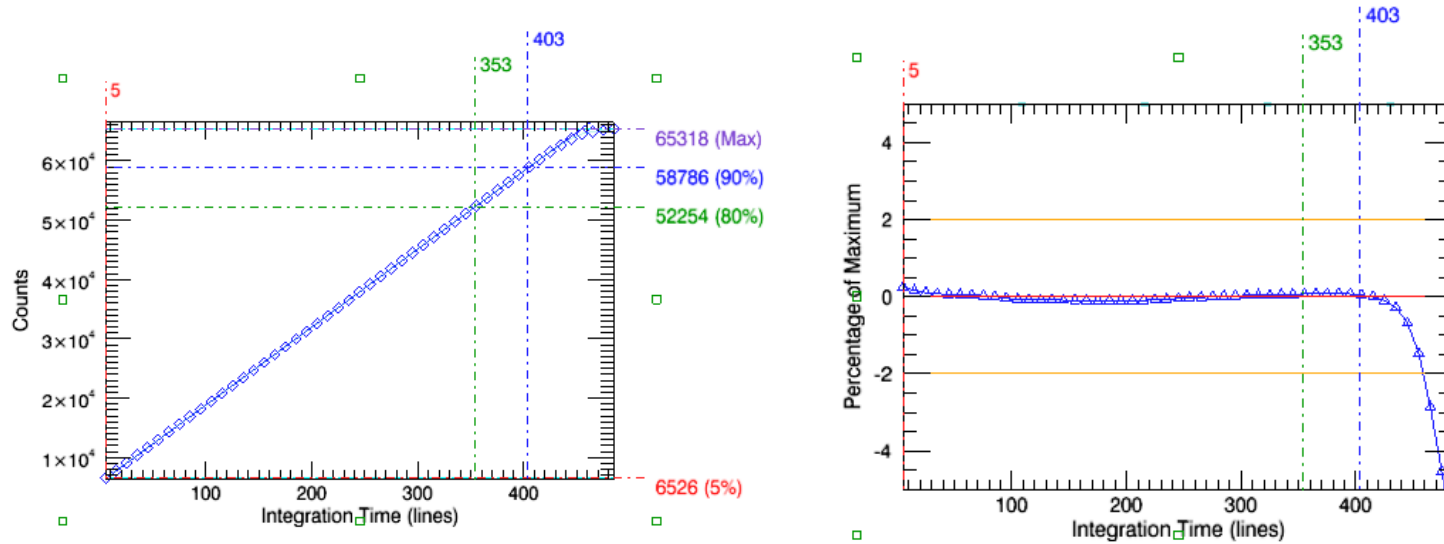 403
353
5
65318 (Max)
6×10⁴
58786 (90%)
52254 (80%)
5×10⁴
4×10⁴
Counts
3×10⁴
2×10⁴
1×10⁴
6526 (5%)
100 200 300 400
Integration Time (lines)
403
353
5
4
2
Percentage of Maximum
0
-2
-4
100 200 300 400
Integration Time (lines)